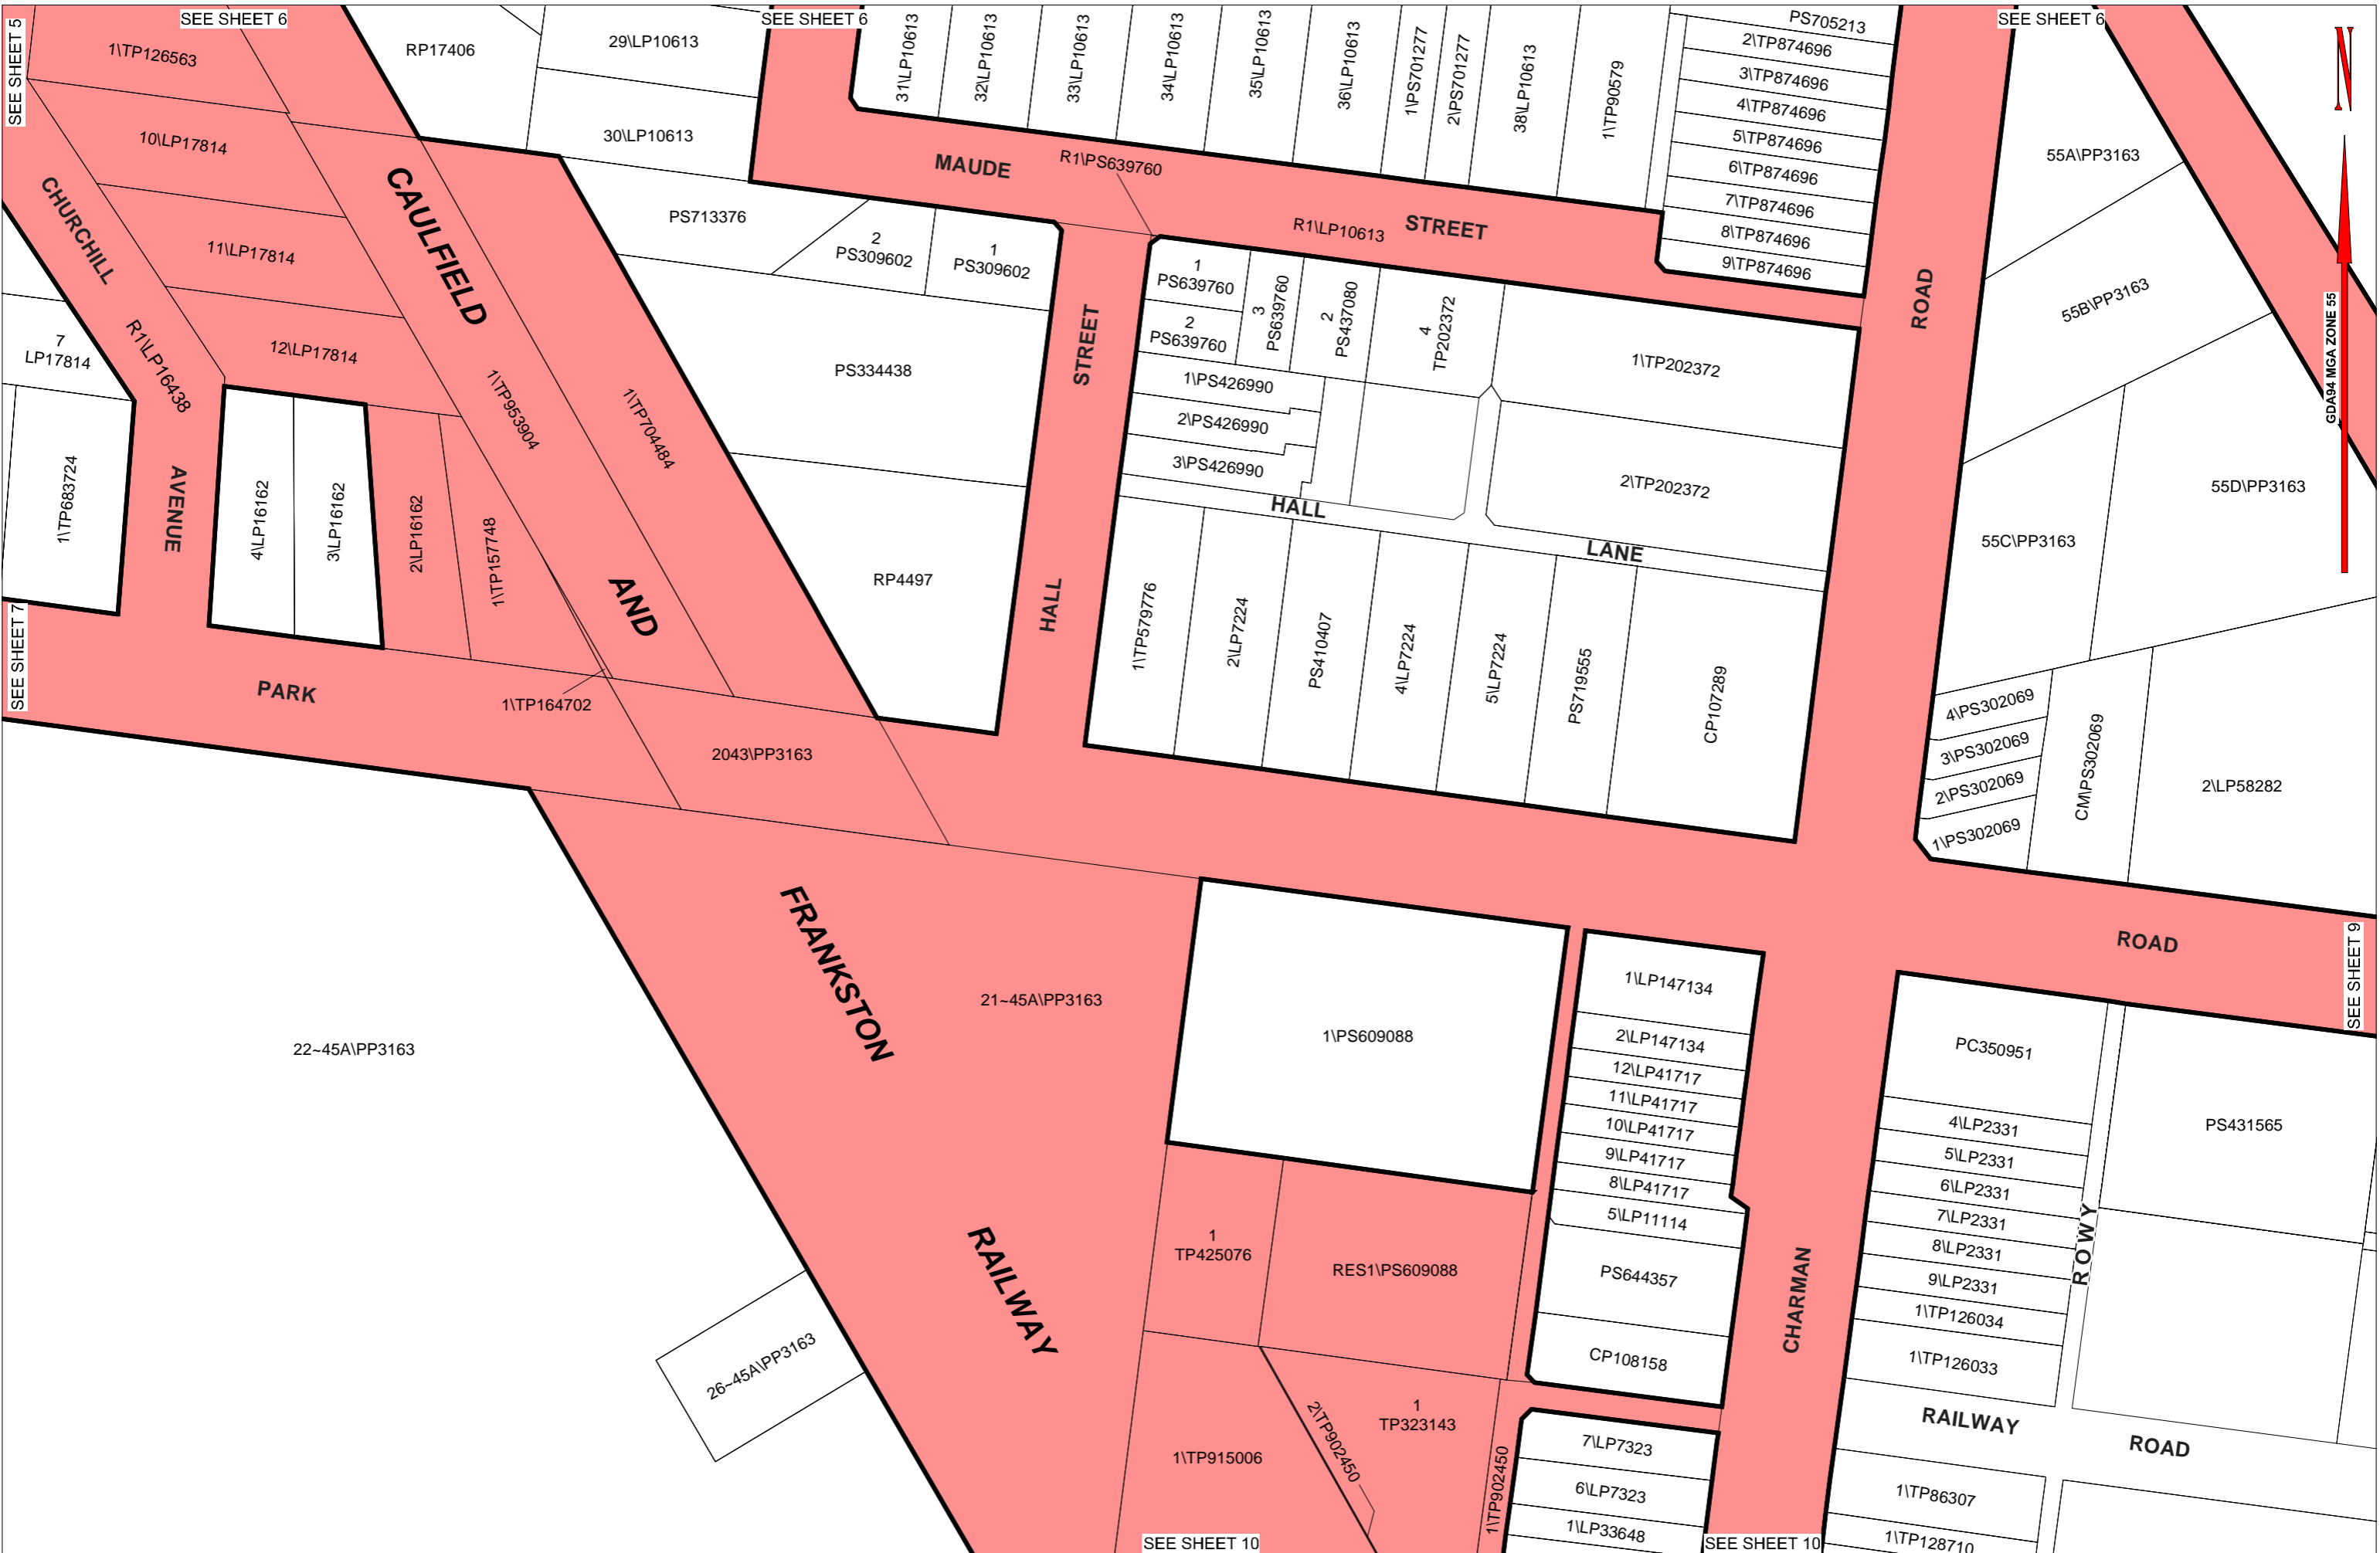 SEE SHEET 5
SEE SHEET 6
SEE SHEET 6
SEE SHEET 6
1\TP126563
RP17406
29\LP10613
30\LP10613
31\LP10613
32\LP10613
33\LP10613
34\LP10613
35\LP10613
36\LP10613
1\PS701277
2\PS701277
38\LP10613
1\TP90579
PS705213
2\TP874696
3\TP874696
4\TP874696
5\TP874696
6\TP874696
7\TP874696
8\TP874696
9\TP874696
55A\PP3163
N
GDA94 MGA ZONE 55
10\LP17814
11\LP17814
12\LP17814
CHURCHILL
R1\LP16438
AVENUE
CAULFIELD
AND
FRANKSTON
RAILWAY
MAUDE
R1\PS639760
R1\LP10613
STREET
PS713376
2
PS309602
1
PS309602
PS334438
RP4497
STREET
HALL
1
PS639760
2
PS639760
3
PS639760
2
PS437080
4
TP202372
1\TP202372
2\TP202372
1\PS426990
2\PS426990
3\PS426990
HALL
LANE
ROAD
55B\PP3163
55C\PP3163
55D\PP3163
7
LP17814
1\TP683724
4\LP16162
3\LP16162
2\LP16162
1\TP157748
1\TP953904
1\TP704484
1\TP579776
2\LP7224
PS410407
4\LP7224
5\LP7224
PS719555
CP107289
4\PS302069
3\PS302069
2\PS302069
1\PS302069
CM\PS302069
2\LP58282
SEE SHEET 7
PARK
1\TP164702
2043\PP3163
ROAD
SEE SHEET 9
22~45A\PP3163
21~45A\PP3163
26~45A\PP3163
1\PS609088
1\LP147134
2\LP147134
12\LP41717
11\LP41717
10\LP41717
9\LP41717
8\LP41717
5\LP11114
PS644357
CP108158
CHARMAN
PC350951
4\LP2331
5\LP2331
6\LP2331
7\LP2331
8\LP2331
9\LP2331
1\TP126034
1\TP126033
PS431565
ROWY
1
TP425076
RES1\PS609088
1\TP915006
2\TP902450
1
TP323143
1\TP902450
7\LP7323
6\LP7323
1\LP33648
RAILWAY
ROAD
1\TP86307
1\TP128710
SEE SHEET 10
SEE SHEET 10